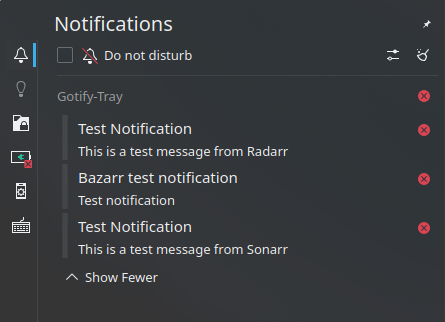 Notifications
Do not disturb
Gotify-Tray
Test Notification
This is a test message from Radarr
Bazarr test notification
Test notification
Test Notification
This is a test message from Sonarr
Show Fewer